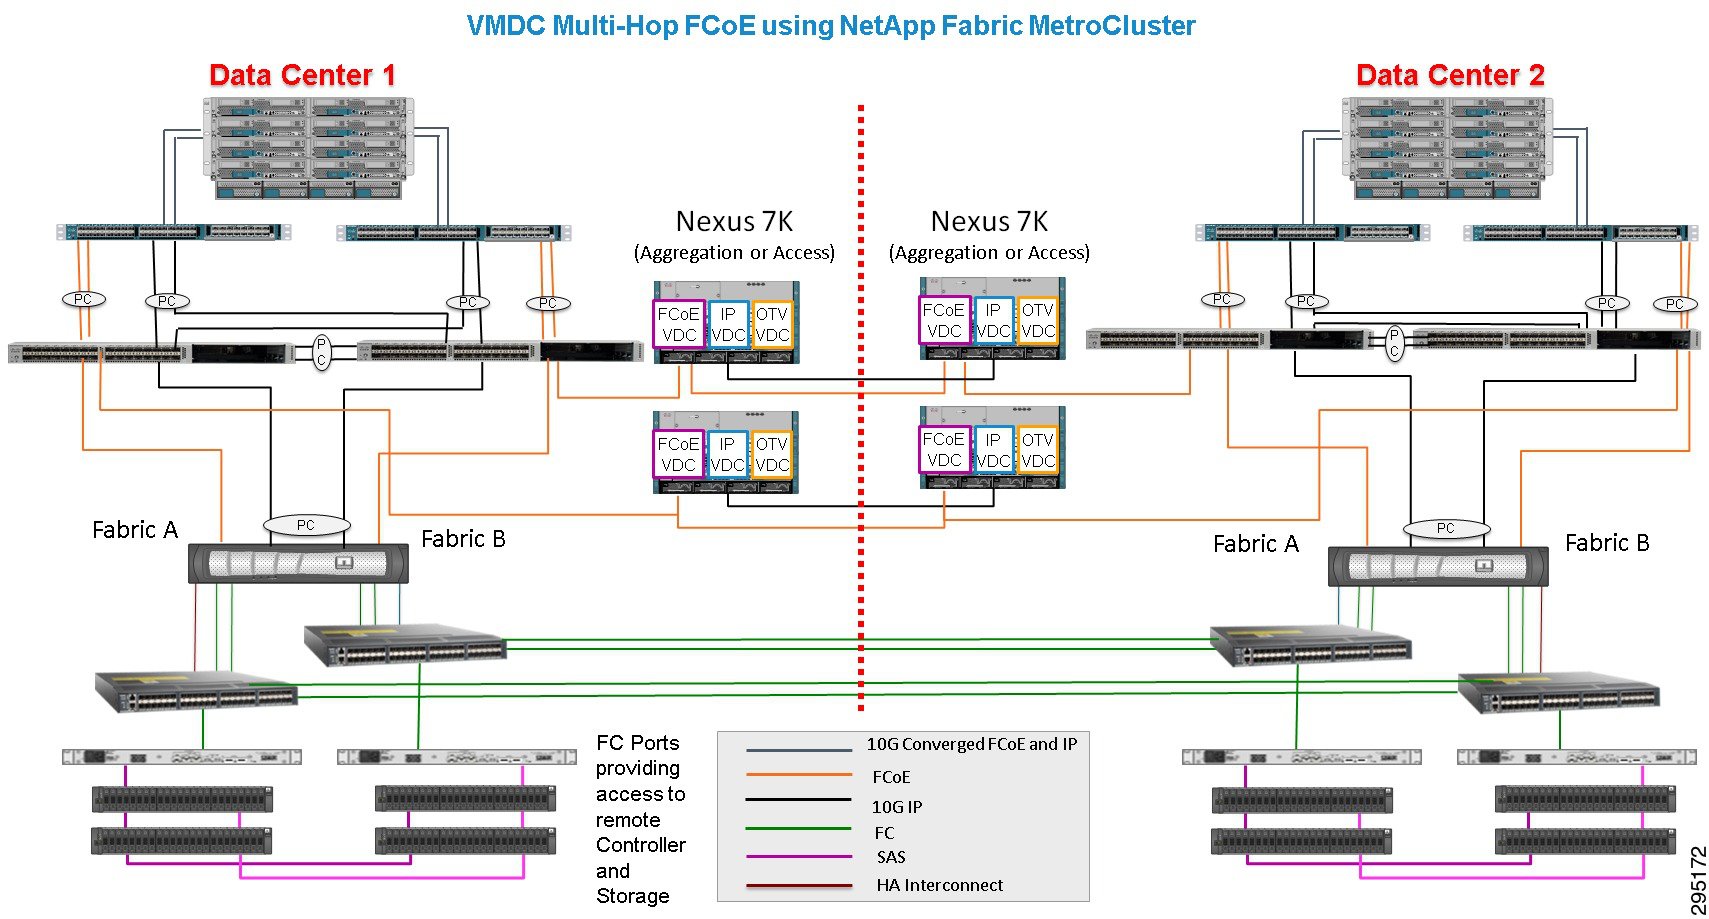 VMDC Multi-Hop FCoE using NetApp Fabric MetroCluster
Data Center 1
Data Center 2
Nexus 7K
(Aggregation or Access)
Nexus 7K
(Aggregation or Access)
PC
PC
PC
PC
PC
PC
PC
PC
PC
PC
FCoE
VDC
IP
VDC
OTV
VDC
FCoE
VDC
IP
VDC
OTV
VDC
FCoE
VDC
IP
VDC
OTV
VDC
FCoE
VDC
IP
VDC
OTV
VDC
Fabric A
PC
Fabric B
Fabric A
PC
Fabric B
FC Ports
providing
access to
remote
Controller
and
Storage
10G Converged FCoE and IP
FCoE
10G IP
FC
SAS
HA Interconnect
295172